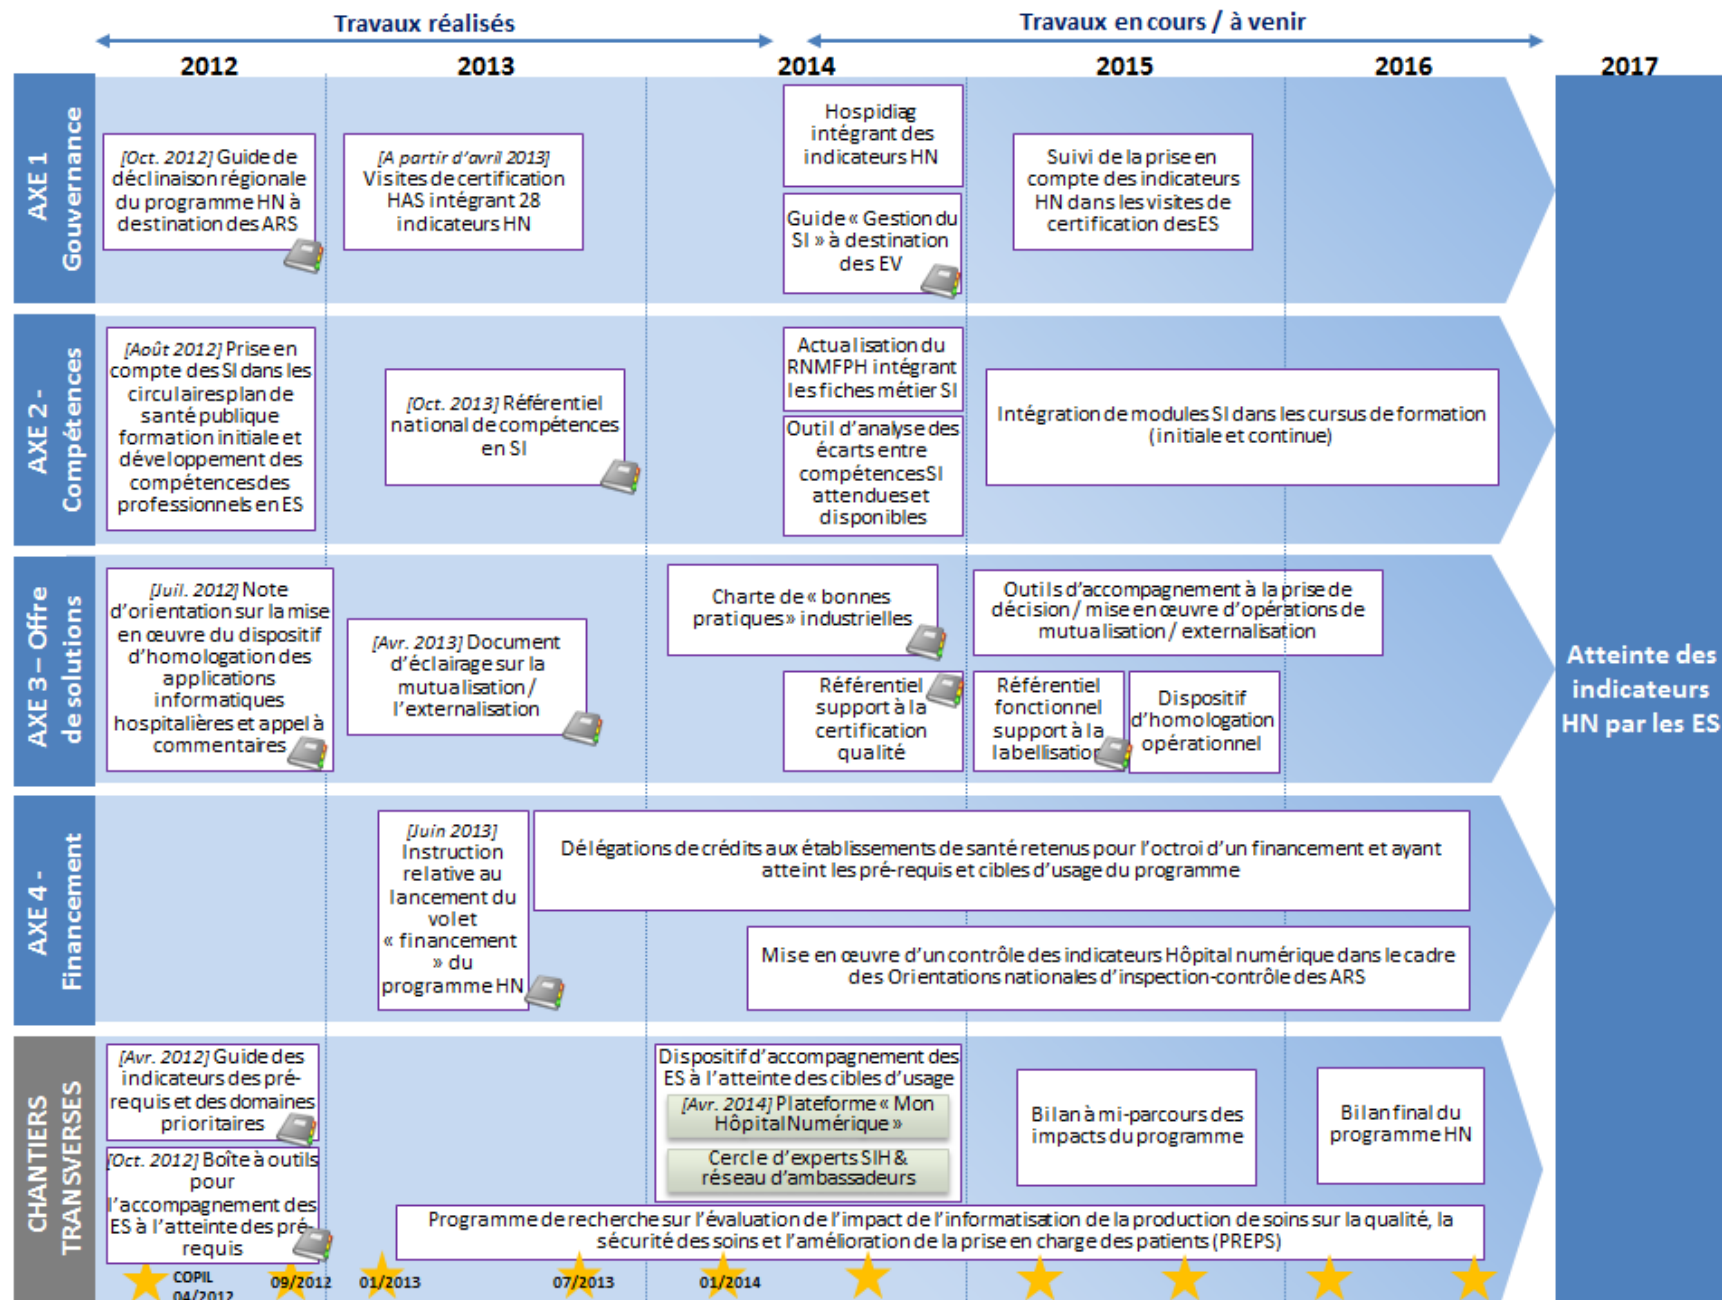 Travaux réalisés
Travaux en cours / à venir
2012
2013
2014
2015
2016
2017
AXE 1
Gouvernance
[Oct. 2012] Guide de
déclinaison régionale
du programme HN à
destination des ARS
[A partir d'avril 2013]
Visites de certification
HAS intégrant 28
indicateurs HN
Hospidiag
intégrant des
indicateurs HN
Guide « Gestion du
SI » à destination
des EV
Suivi de la prise en
compte des indicateurs
HN dans les visites de
certification des ES
AXE 2 -
Compétences
[Août 2012] Prise en
compte des SI dans les
circulaires plan de
santé publique
formation initiale et
développement des
compétences des
professionnels en ES
[Oct. 2013] Référentiel
national de compétences
en SI
Actualisation du
RNMFPH intégrant
les fiches métier SI
Outil d'analyse des
écarts entre
compétences SI
attendues et
disponibles
Intégration de modules SI dans les cursus de formation
(initiale et continue)
AXE 3 – Offre
de solutions
[Juil. 2012] Note
d'orientation sur la mise
en œuvre du dispositif
d'homologation des
applications
informatiques
hospitalières et appel à
commentaires
[Avr. 2013] Document
d'éclairage sur la
mutualisation /
l'externalisation
Charte de « bonnes
pratiques » industrielles
Référentiel
support à la
certification
qualité
Outils d'accompagnement à la prise de
décision / mise en œuvre d'opérations de
mutualisation / externalisation
Référentiel
fonctionnel
support à la
labellisation
Dispositif
d'homologation
opérationnel
AXE 4 -
Financement
[Juin 2013]
Instruction
relative au
lancement du
volet
« financement
» du
programme HN
Délégations de crédits aux établissements de santé retenus pour l'octroi d'un financement et ayant
atteint les pré-requis et cibles d'usage du programme
Mise en œuvre d'un contrôle des indicateurs Hôpital numérique dans le cadre
des Orientations nationales d'inspection-contrôle des ARS
CHANTIERS
TRANSVERSES
[Avr. 2012] Guide des
indicateurs des pré-
requis et des domaines
prioritaires
[Oct. 2012] Boîte à outils
pour
l'accompagnement des
ES à l'atteinte des pré-
requis
Dispositif d'accompagnement des
ES à l'atteinte des cibles d'usage
[Avr. 2014] Plateforme « Mon
Hôpital Numérique »
Cercle d'experts SIH &
réseau d'ambassadeurs
Bilan à mi-parcours des
impacts du programme
Bilan final du
programme HN
Programme de recherche sur l'évaluation de l'impact de l'informatisation de la production de soins sur la qualité, la
sécurité des soins et l'amélioration de la prise en charge des patients (PREPS)
COPIL
04/2012
09/2012
01/2013
07/2013
01/2014
Atteinte des
indicateurs
HN par les ES